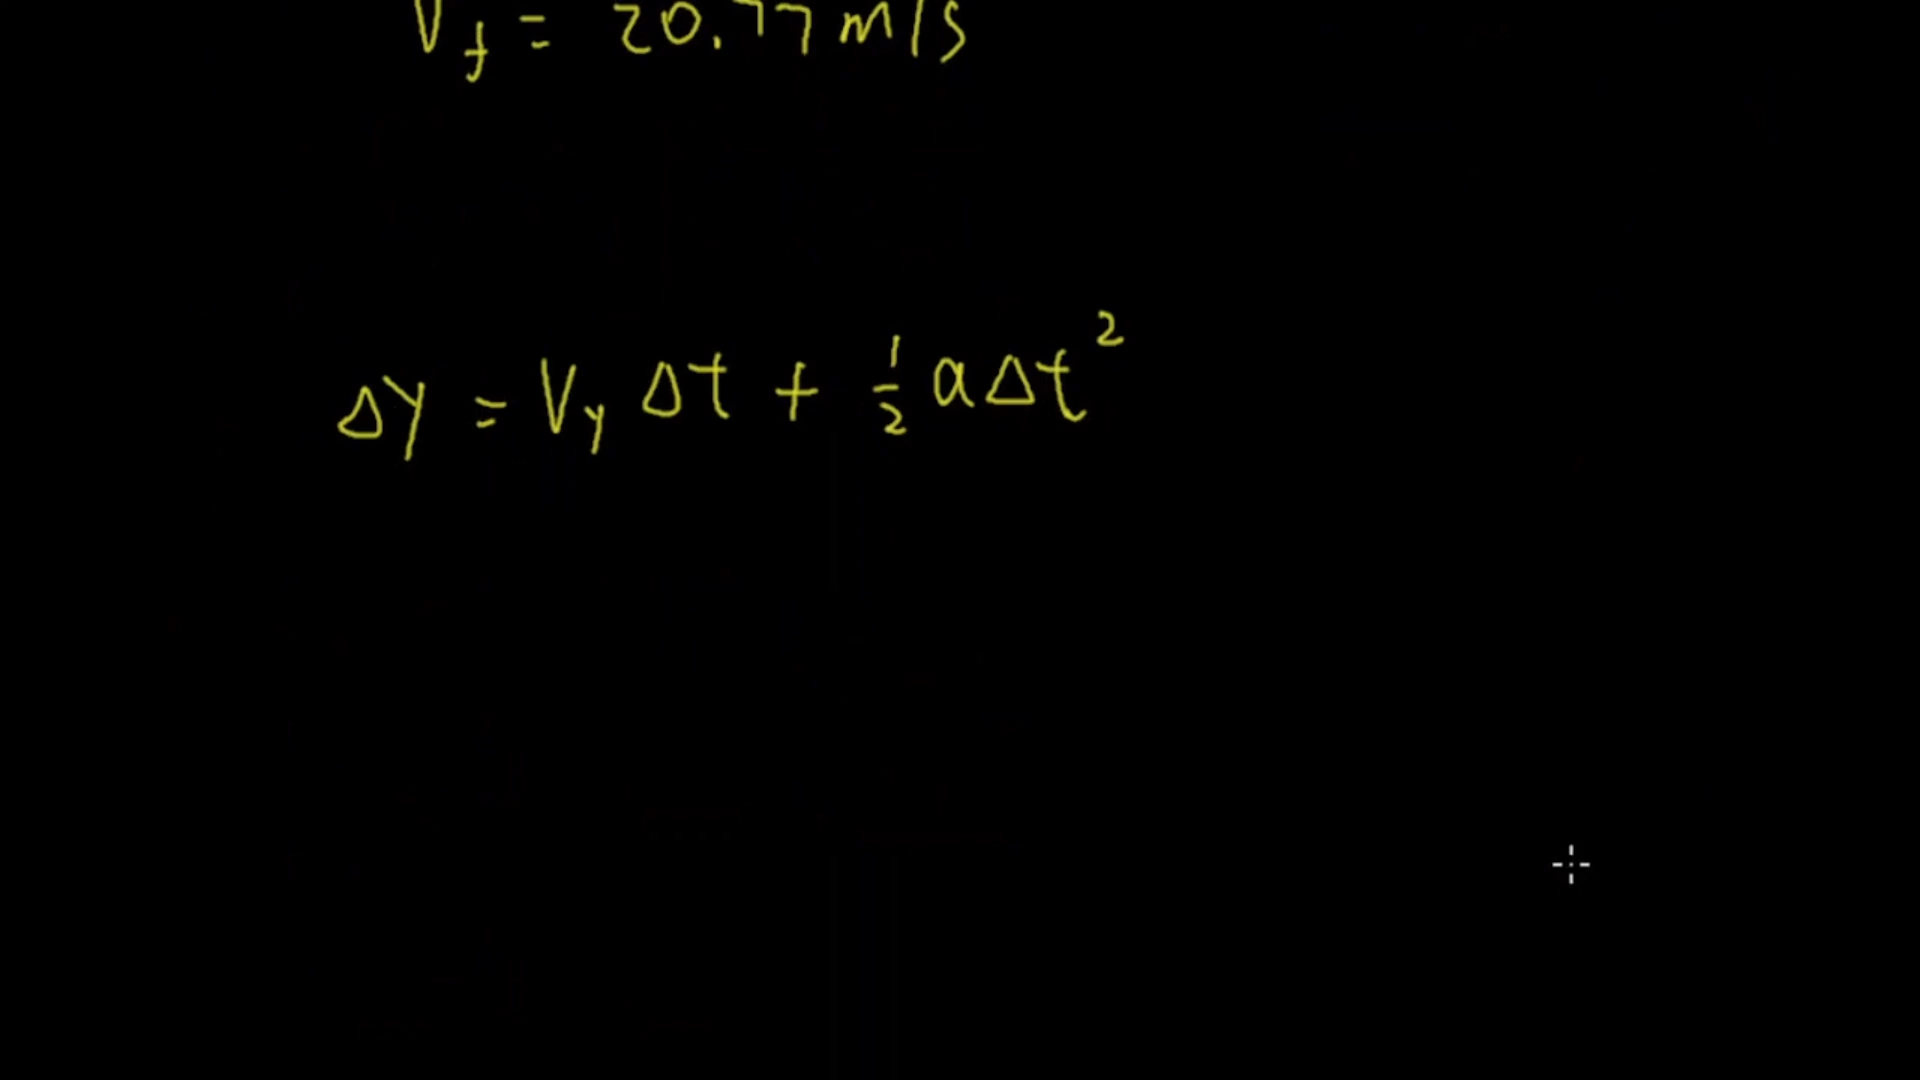 Vf = 20.77 m/s
Δy = Vy Δt + ½ aΔt²